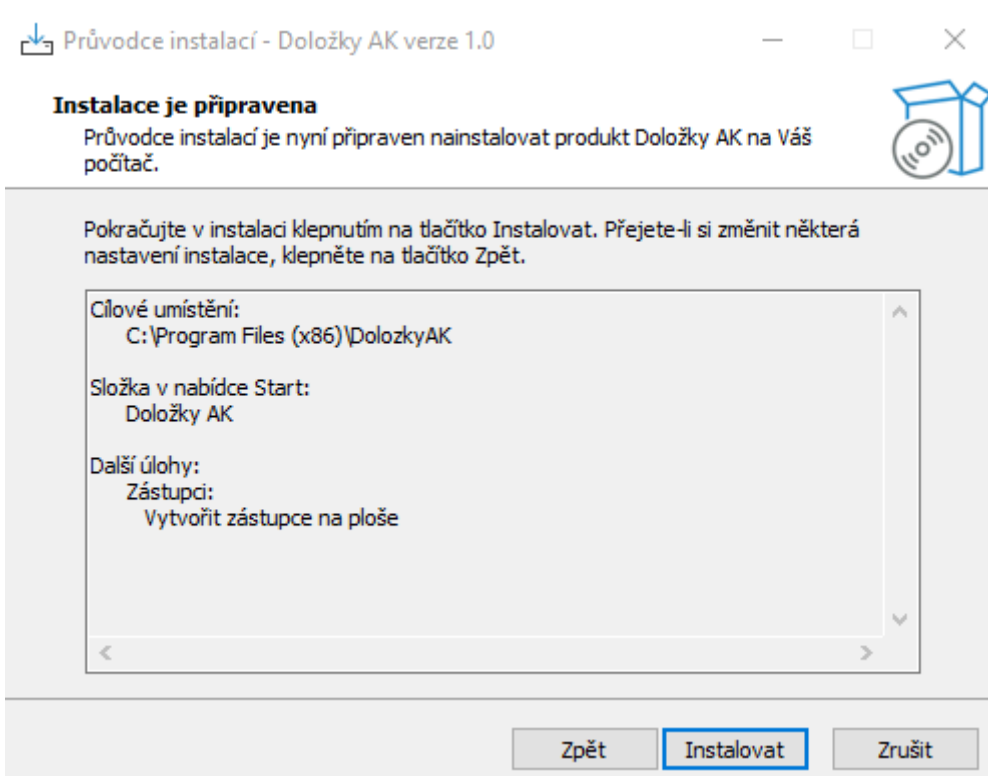 Průvodce instalací - Doložky AK verze 1.0
Instalace je připravena
Průvodce instalací je nyní připraven nainstalovat produkt Doložky AK na Váš
počítač.
Pokračujte v instalaci klepnutím na tlačítko Instalovat. Přejete-li si změnit některá
nastavení instalace, klepněte na tlačítko Zpět.
Cílové umístění:
C:\Program Files (x86)\DolozkyAK
Složka v nabídce Start:
Doložky AK
Další úlohy:
Zástupci:
Vytvořit zástupce na ploše
Zpět Instalovat Zrušit